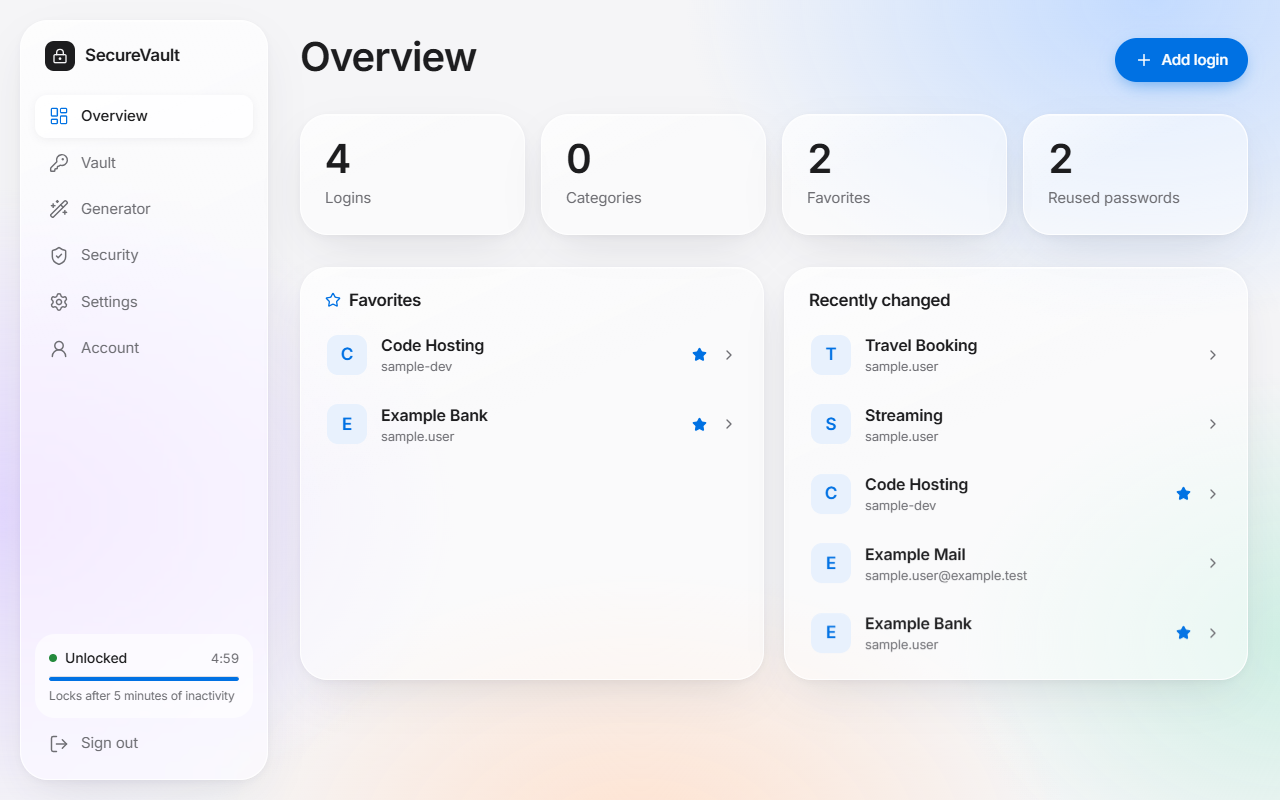 SecureVault
Overview
Vault
Generator
Security
Settings
Account
Unlocked 4:59
Locks after 5 minutes of inactivity
Sign out
Overview
Add login
4
Logins
0
Categories
2
Favorites
2
Reused passwords
Favorites
C
Code Hosting
sample-dev
E
Example Bank
sample.user
Recently changed
T
Travel Booking
sample.user
S
Streaming
sample.user
C
Code Hosting
sample-dev
E
Example Mail
sample.user@example.test
E
Example Bank
sample.user